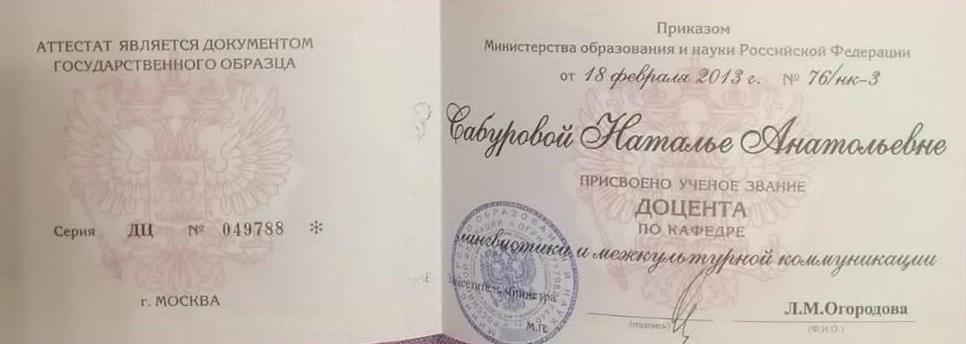 АТТЕСТАТ ЯВЛЯЕТСЯ ДОКУМЕНТОМ
ГОСУДАРСТВЕННОГО ОБРАЗЦА
Серия ДЦ № 049788 *
г. МОСКВА
Приказом
Министерства образования и науки Российской Федерации
от 18 февраля 2013 г. № 76/нк-3
Сабуровой Наталье Анатольевне
ПРИСВОЕНО УЧЕНОЕ ЗВАНИЕ
ДОЦЕНТА
ПО КАФЕДРЕ
лингвистики и межкультурной коммуникации
Заместитель Министра
Л.М.Огородова
М.П. (подпись) (Ф.И.О.)